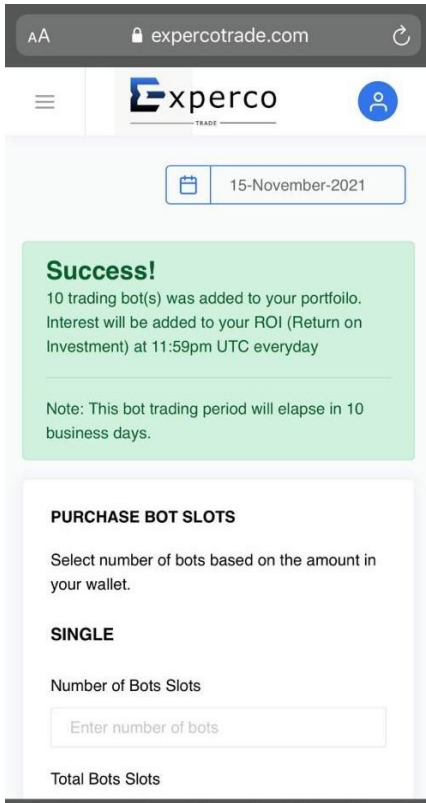 AA expercotrade.com
Experco
TRADE
15-November-2021
Success!
10 trading bot(s) was added to your portfoilo.
Interest will be added to your ROI (Return on
Investment) at 11:59pm UTC everyday
Note: This bot trading period will elapse in 10
business days.
PURCHASE BOT SLOTS
Select number of bots based on the amount in
your wallet.
SINGLE
Number of Bots Slots
Enter number of bots
Total Bots Slots